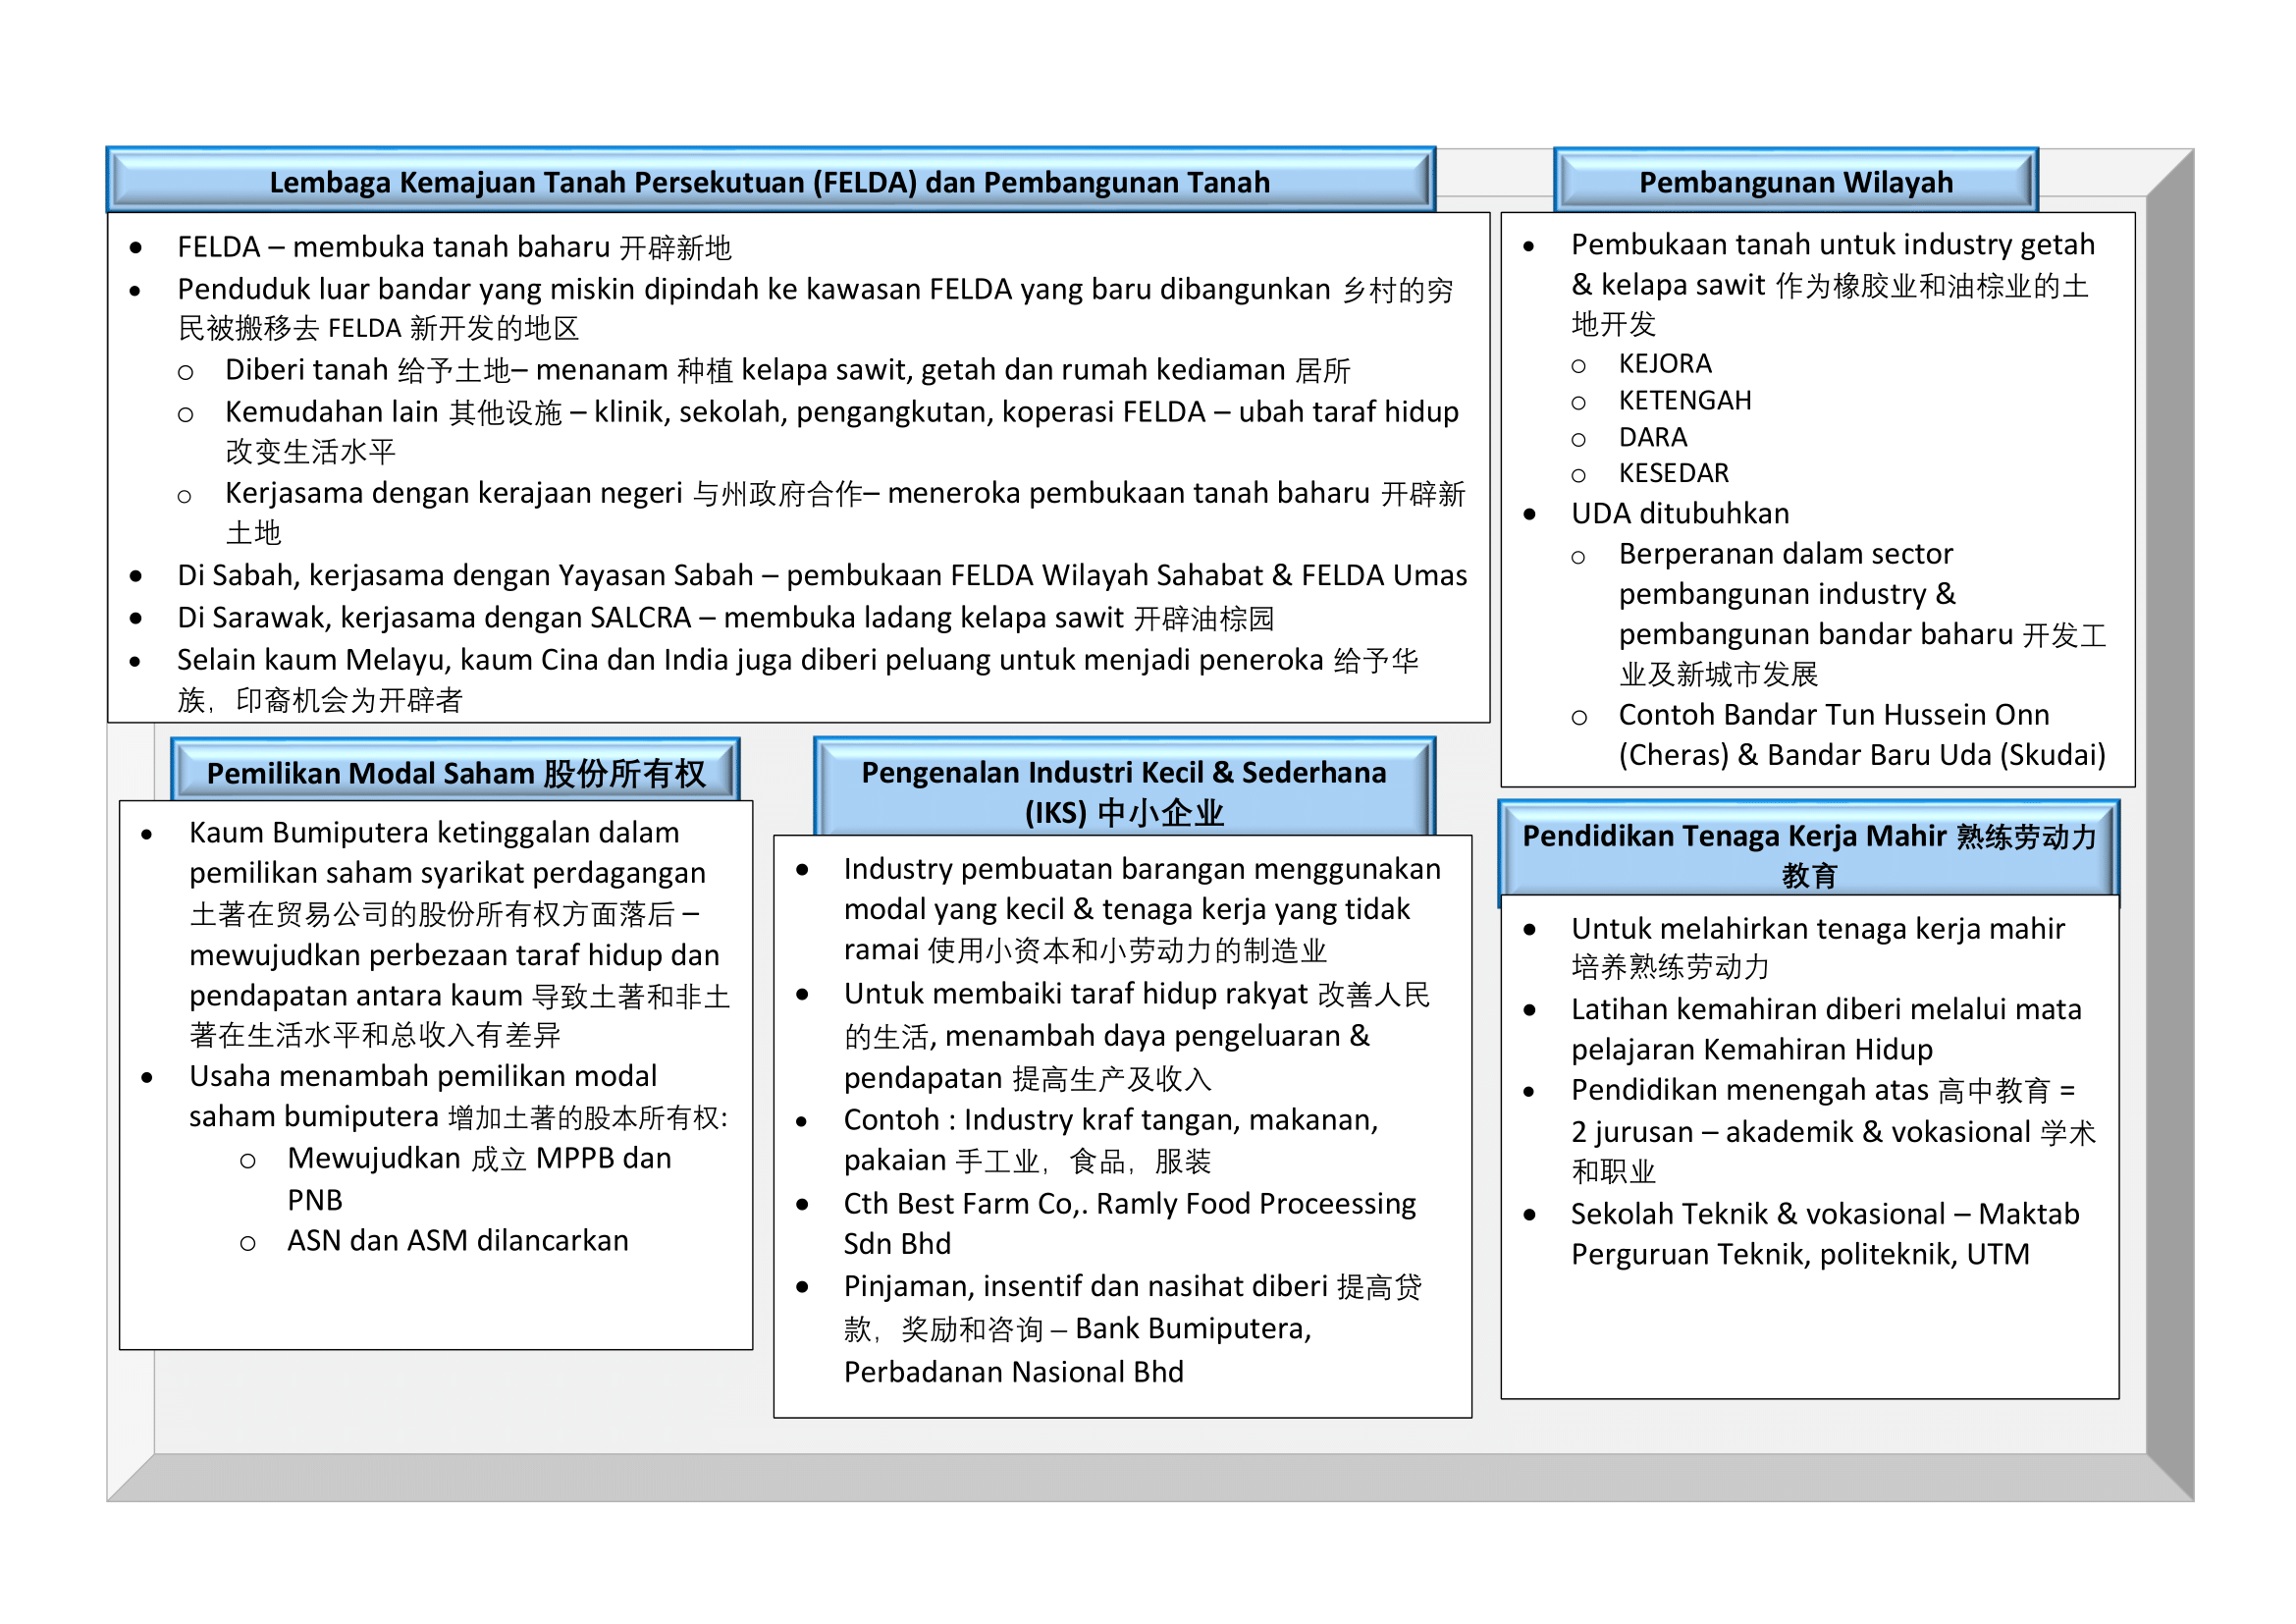 Lembaga Kemajuan Tanah Persekutuan (FELDA) dan Pembangunan Tanah
• FELDA – membuka tanah baharu 开辟新地
• Penduduk luar bandar yang miskin dipindah ke kawasan FELDA yang baru dibangunkan 乡村的穷
民被搬移去 FELDA 新开发的地区
o Diberi tanah 给予土地– menanam 种植 kelapa sawit, getah dan rumah kediaman 居所
o Kemudahan lain 其他设施 – klinik, sekolah, pengangkutan, koperasi FELDA – ubah taraf hidup
改变生活水平
o Kerjasama dengan kerajaan negeri 与州政府合作– meneroka pembukaan tanah baharu 开辟新
土地
• Di Sabah, kerjasama dengan Yayasan Sabah – pembukaan FELDA Wilayah Sahabat & FELDA Umas
• Di Sarawak, kerjasama dengan SALCRA – membuka ladang kelapa sawit 开辟油棕园
• Selain kaum Melayu, kaum Cina dan India juga diberi peluang untuk menjadi peneroka 给予华
族，印裔机会为开辟者
Pembangunan Wilayah
• Pembukaan tanah untuk industry getah
& kelapa sawit 作为橡胶业和油棕业的土
地开发
o KEJORA
o KETENGAH
o DARA
o KESEDAR
• UDA ditubuhkan
o Berperanan dalam sector
pembangunan industry &
pembangunan bandar baharu 开发工
业及新城市发展
o Contoh Bandar Tun Hussein Onn
(Cheras) & Bandar Baru Uda (Skudai)
Pemilikan Modal Saham 股份所有权
• Kaum Bumiputera ketinggalan dalam
pemilikan saham syarikat perdagangan
土著在贸易公司的股份所有权方面落后 –
mewujudkan perbezaan taraf hidup dan
pendapatan antara kaum 导致土著和非土
著在生活水平和总收入有差异
• Usaha menambah pemilikan modal
saham bumiputera 增加土著的股本所有权:
o Mewujudkan 成立 MPPB dan
PNB
o ASN dan ASM dilancarkan
Pengenalan Industri Kecil & Sederhana
(IKS) 中小企业
• Industry pembuatan barangan menggunakan
modal yang kecil & tenaga kerja yang tidak
ramai 使用小资本和小劳动力的制造业
• Untuk membaiki taraf hidup rakyat 改善人民
的生活, menambah daya pengeluaran &
pendapatan 提高生产及收入
• Contoh : Industry kraf tangan, makanan,
pakaian 手工业，食品，服装
• Cth Best Farm Co,. Ramly Food Proceessing
Sdn Bhd
• Pinjaman, insentif dan nasihat diberi 提高贷
款，奖励和咨询 – Bank Bumiputera,
Perbadanan Nasional Bhd
Pendidikan Tenaga Kerja Mahir 熟练劳动力
教育
• Untuk melahirkan tenaga kerja mahir
培养熟练劳动力
• Latihan kemahiran diberi melalui mata
pelajaran Kemahiran Hidup
• Pendidikan menengah atas 高中教育 =
2 jurusan – akademik & vokasional 学术
和职业
• Sekolah Teknik & vokasional – Maktab
Perguruan Teknik, politeknik, UTM